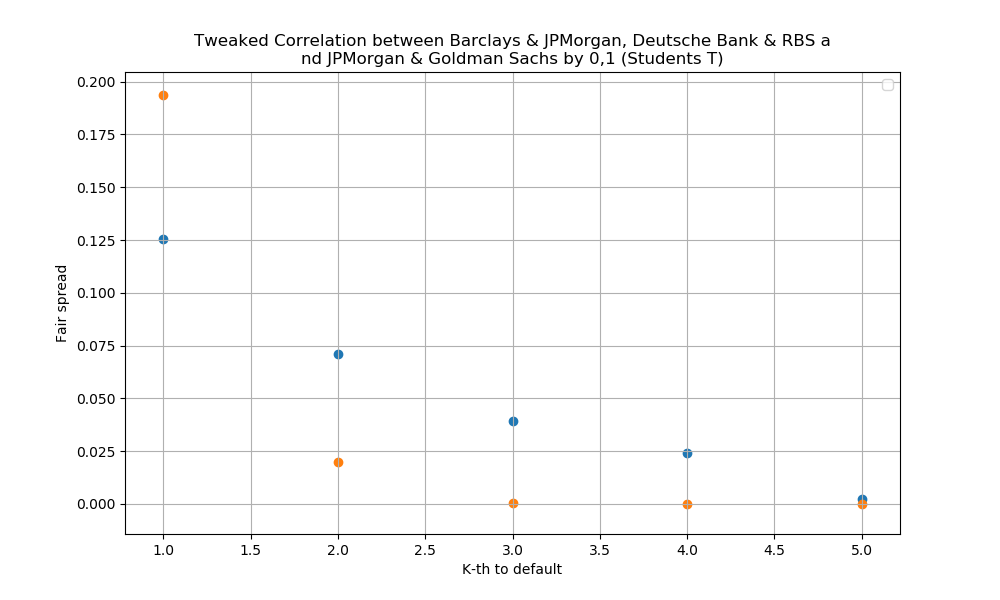 Tweaked Correlation between Barclays & JPMorgan, Deutsche Bank & RBS a
nd JPMorgan & Goldman Sachs by 0,1 (Students T)
0.200
0.175
0.150
0.125
0.100
0.075
0.050
0.025
0.000
Fair spread
1.0 1.5 2.0 2.5 3.0 3.5 4.0 4.5 5.0
K-th to default